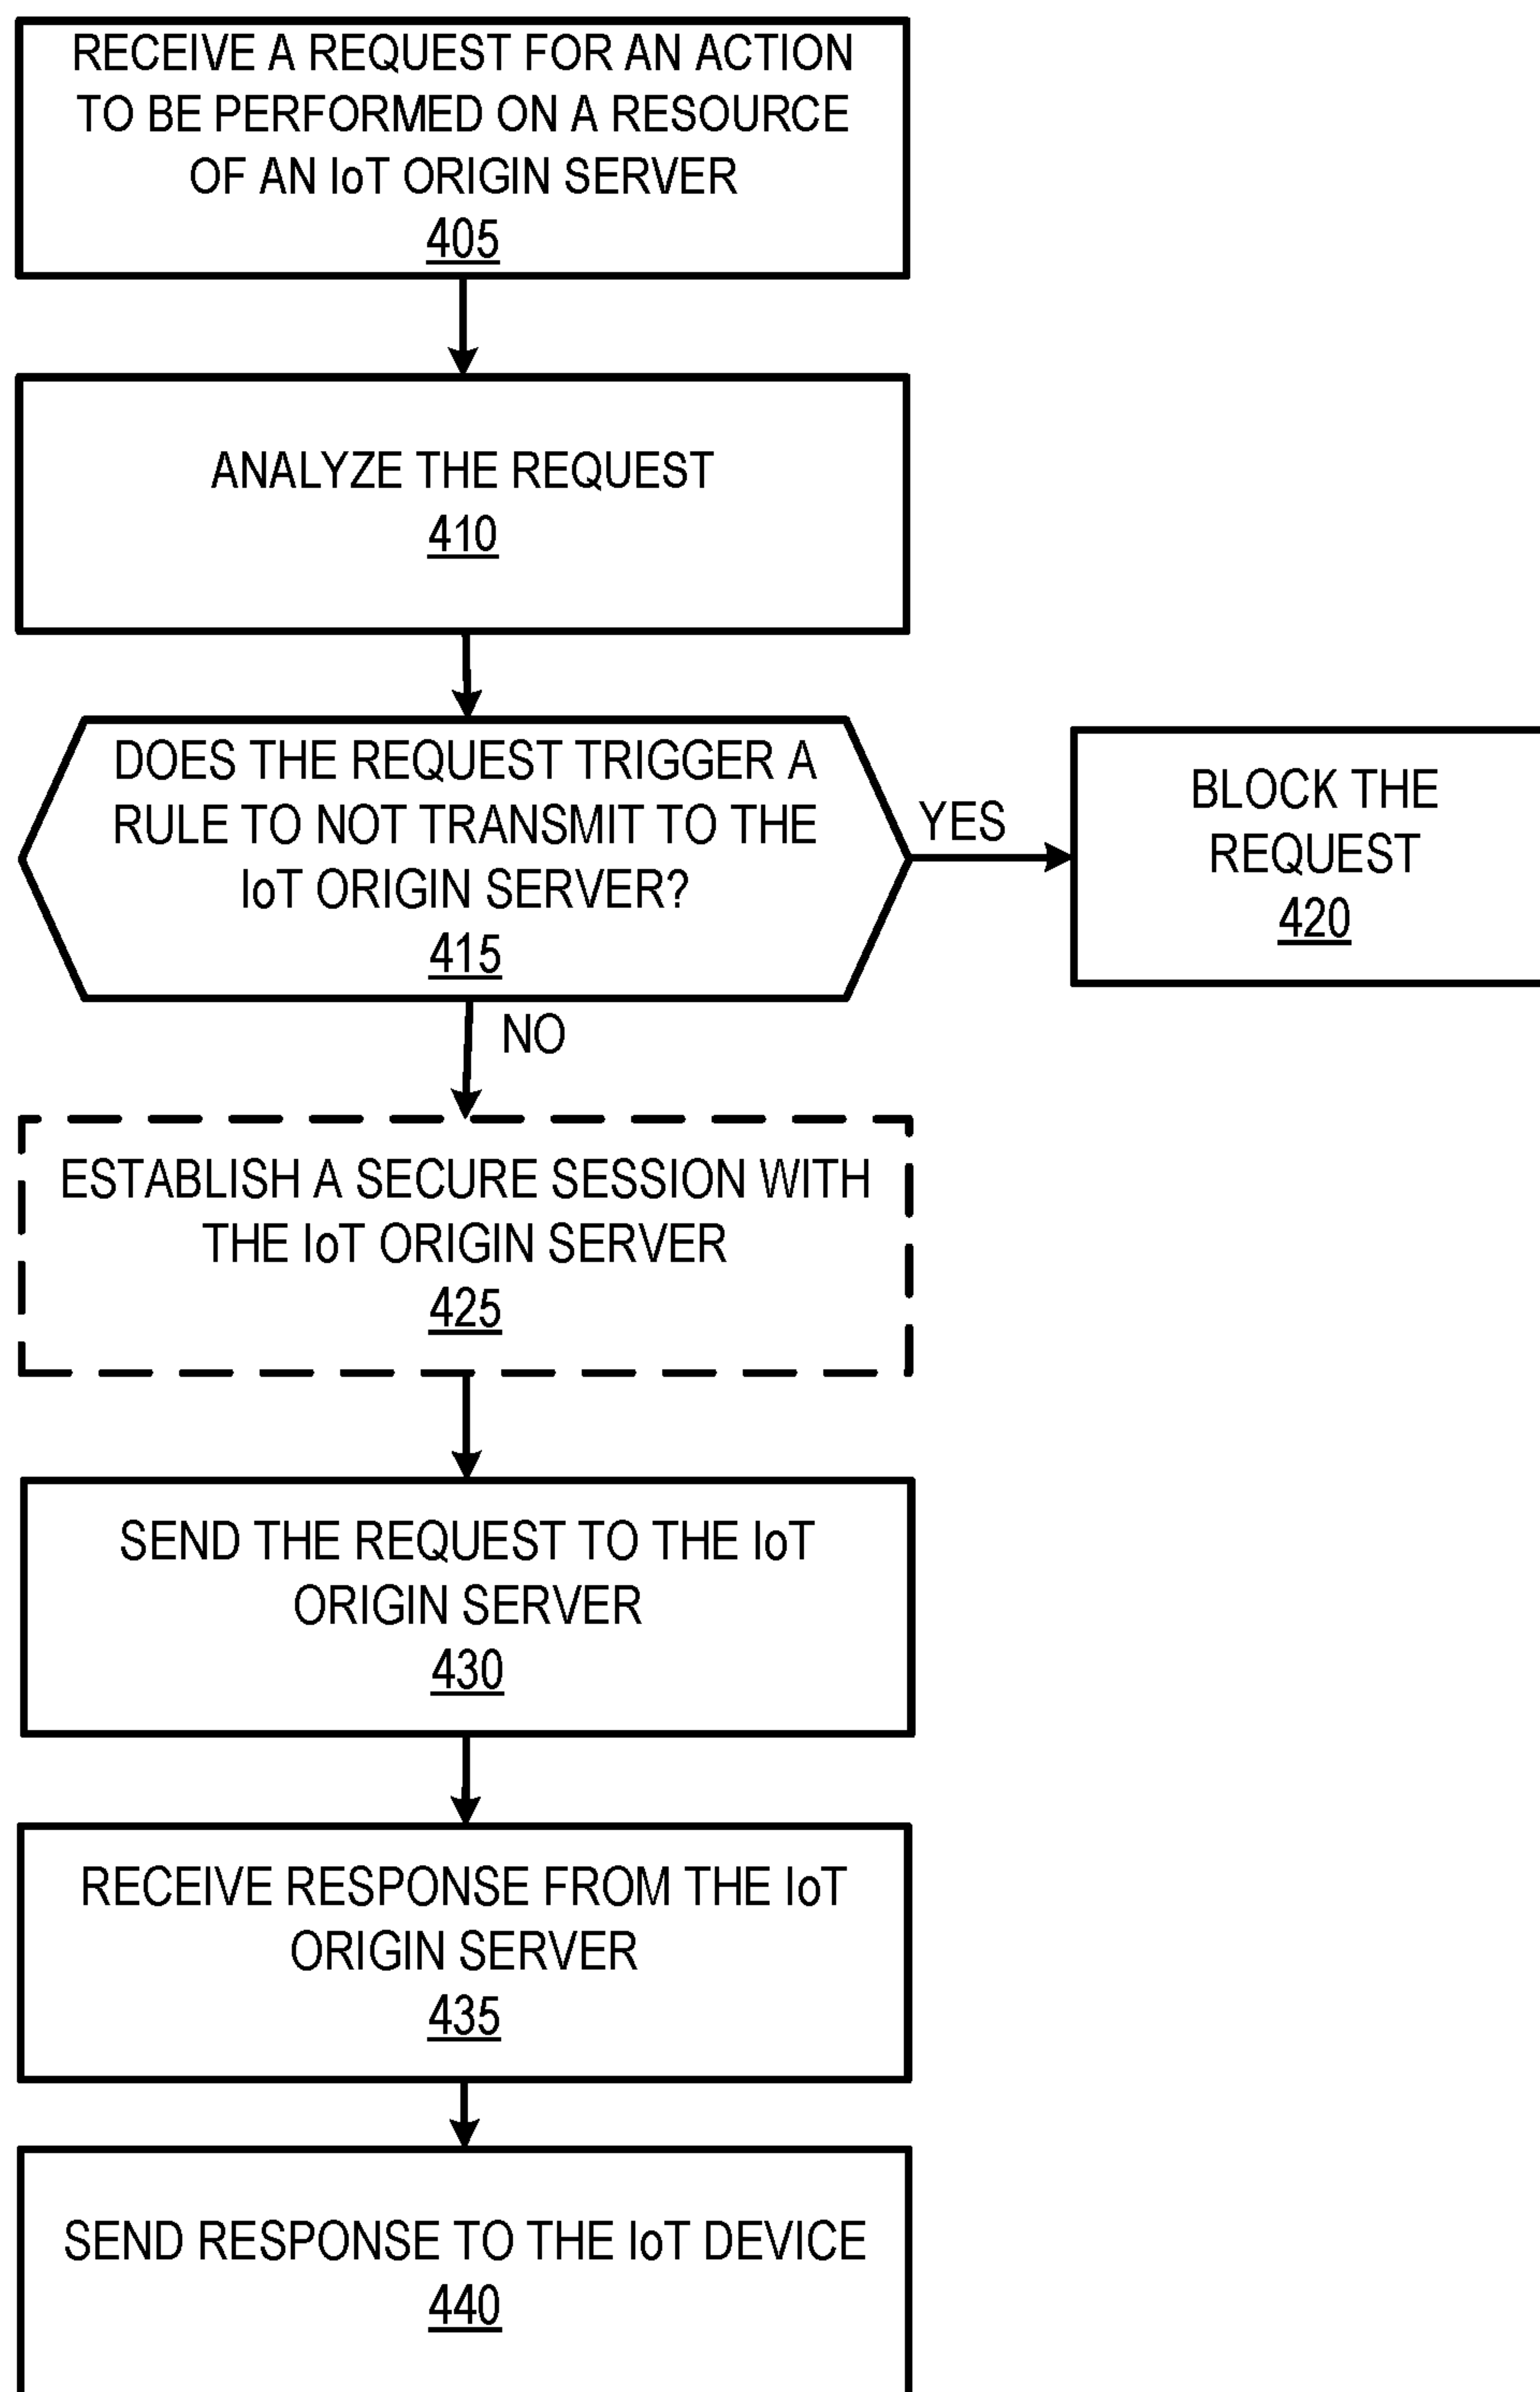 RECEIVE A REQUEST FOR AN ACTION
TO BE PERFORMED ON A RESOURCE
OF AN IoT ORIGIN SERVER
405
ANALYZE THE REQUEST
410
DOES THE REQUEST TRIGGER A
RULE TO NOT TRANSMIT TO THE
IoT ORIGIN SERVER?
415
YES
BLOCK THE
REQUEST
420
NO
ESTABLISH A SECURE SESSION WITH
THE IoT ORIGIN SERVER
425
SEND THE REQUEST TO THE IoT
ORIGIN SERVER
430
RECEIVE RESPONSE FROM THE IoT
ORIGIN SERVER
435
SEND RESPONSE TO THE IoT DEVICE
440